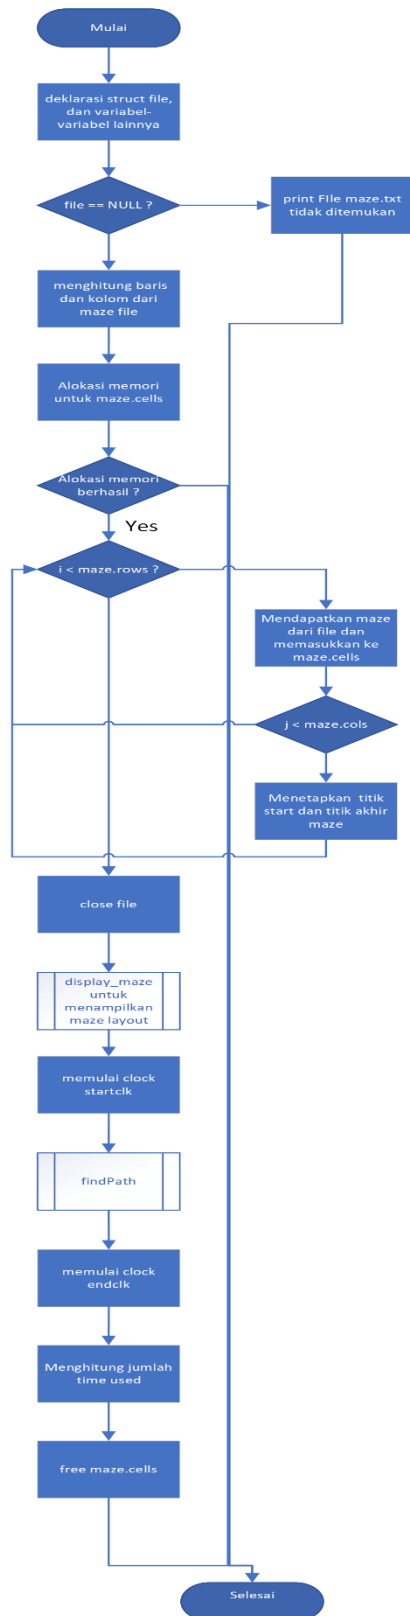 Mulai
deklarasi struct file,
dan variabel-
variabel lainnya
file == NULL ?
print FIle maze.txt
tidak ditemukan
menghitung baris
dan kolom dari
maze file
Alokasi memori
untuk maze.cells
Alokasi memori
berhasil ?
Yes
i < maze.rows ?
Mendapatkan maze
dari file dan
memasukkan ke
maze.cells
j < maze.cols
Menetapkan titik
start dan titik akhir
maze
close file
display_maze
untuk
menampilkan
maze layout
memulai clock
startclk
findPath
memulai clock
endclk
Menghitung jumlah
time used
free maze.cells
Selesai